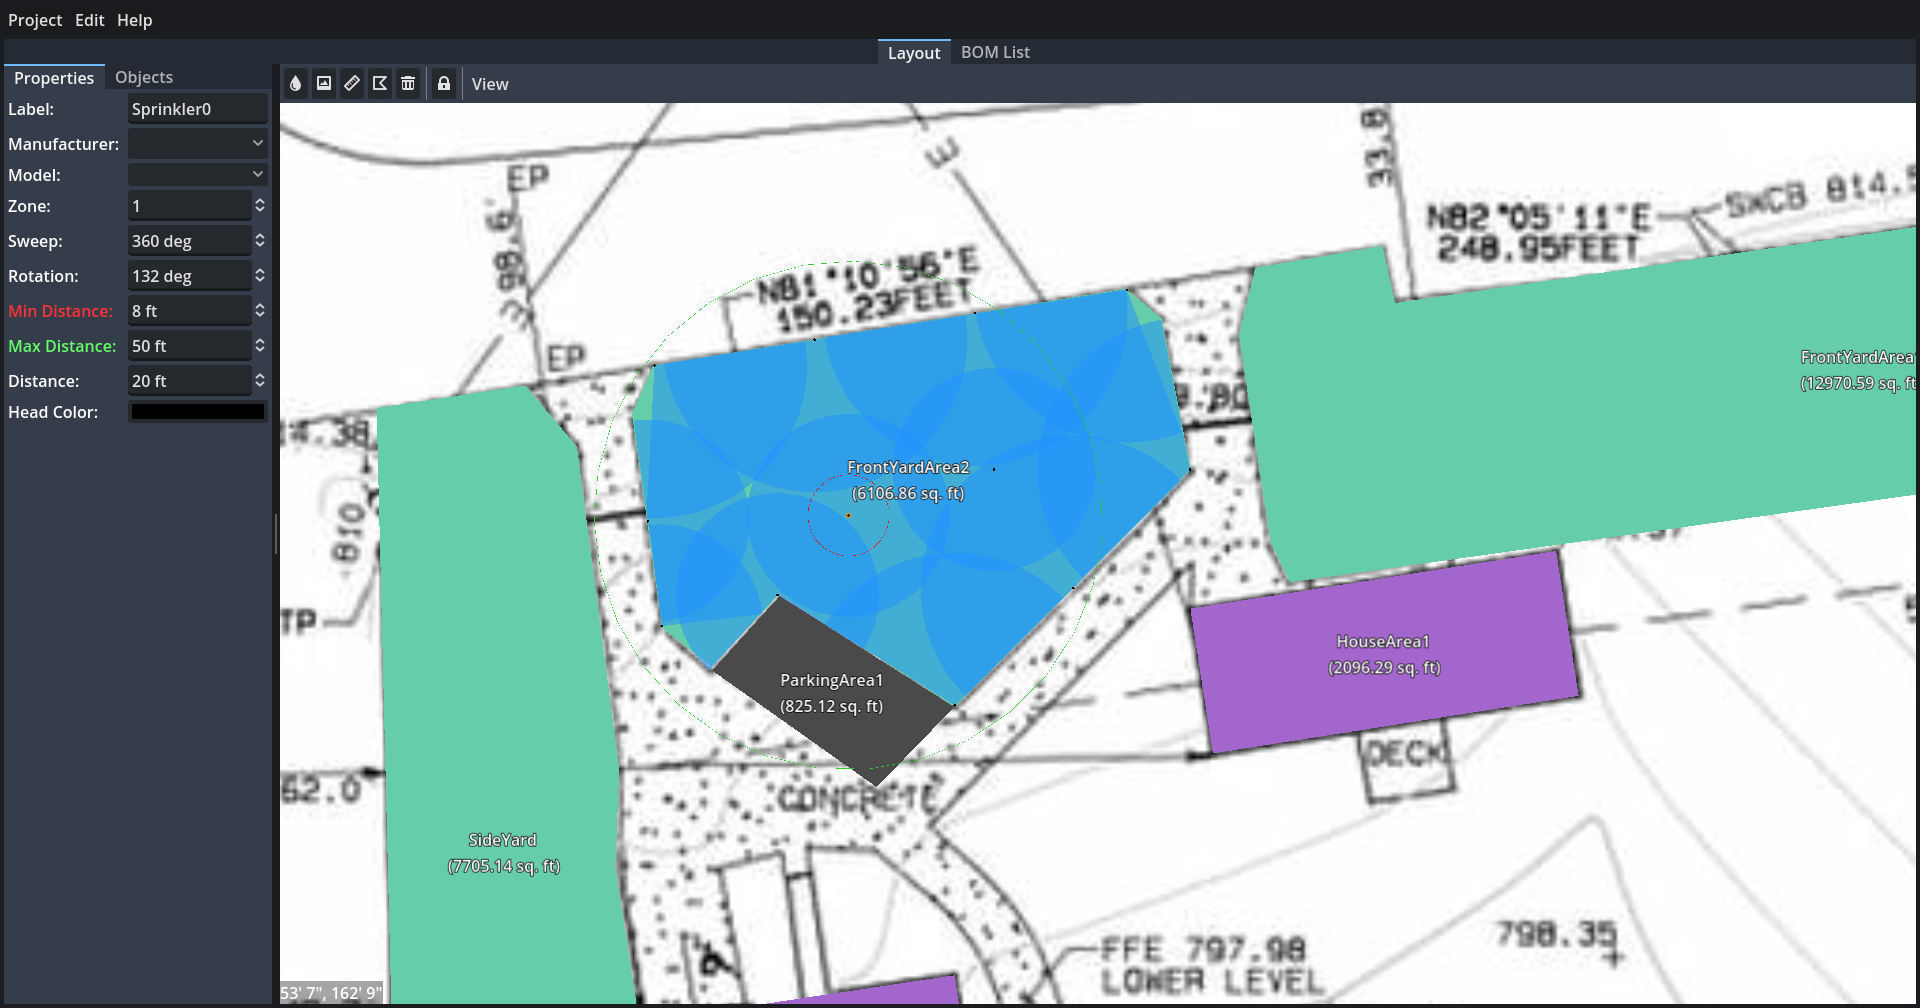 Project Edit Help
Layout BOM List
Properties Objects
View
Label: Sprinkler0
Manufacturer:
Model:
Zone: 1
Sweep: 360 deg
Rotation: 132 deg
Min Distance: 8 ft
Max Distance: 50 ft
Distance: 20 ft
Head Color:
EP
E
33.8
N82°05'11"E
248.95FEET
SWCB 814.5
N81°10'56"E
150.23FEET
EP
FrontYardArea
(12970.59 sq. ft
14.38
810
FrontYardArea2
(6106.86 sq. ft)
TP
HouseArea1
(2096.29 sq. ft)
ParkingArea1
(825.12 sq. ft)
DECK
62.0
CONCRETE
SideYard
(7705.14 sq. ft)
FFE 797.98
LOWER LEVEL
798.35
53' 7", 162' 9"